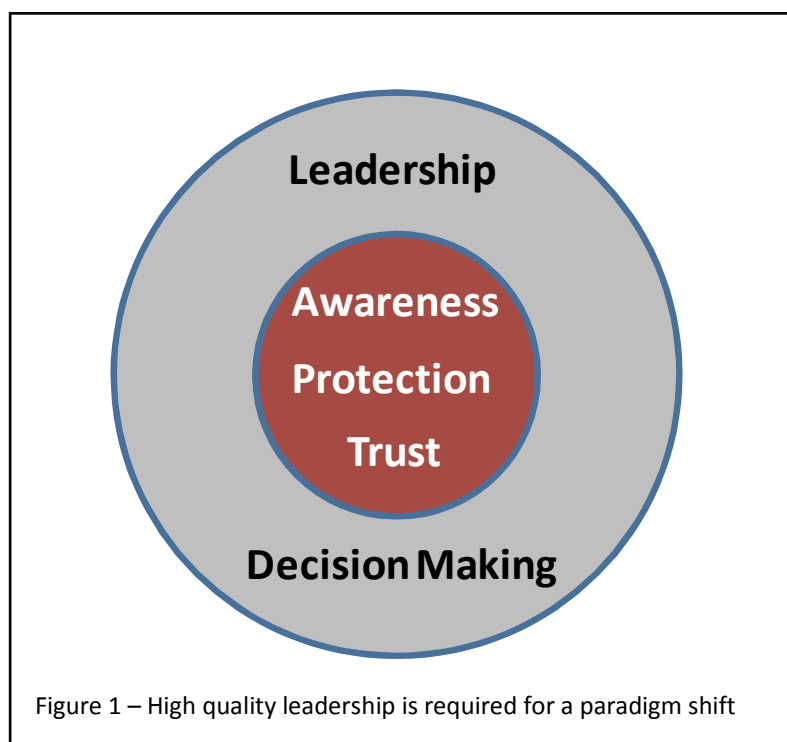 Leadership
Awareness
Protection
Trust
Decision Making
Figure 1 – High quality leadership is required for a paradigm shift